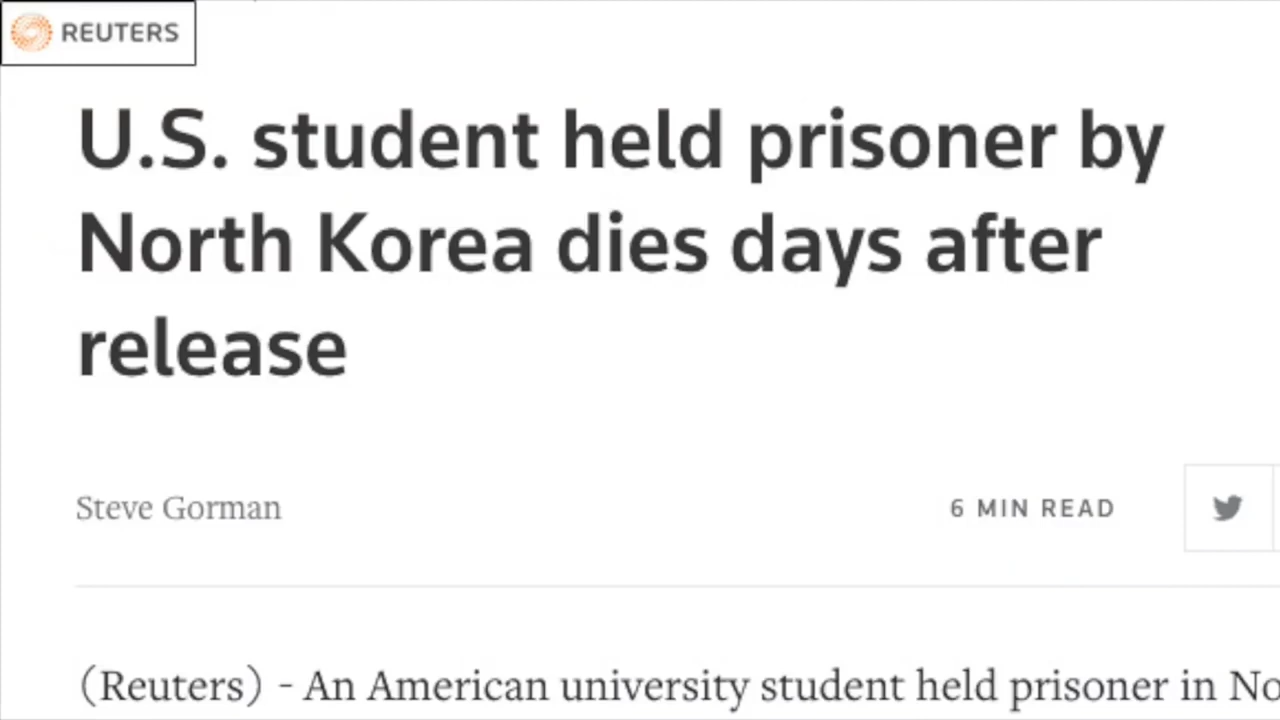 REUTERS
U.S. student held prisoner by
North Korea dies days after
release
Steve Gorman
6 MIN READ
(Reuters) - An American university student held prisoner in No